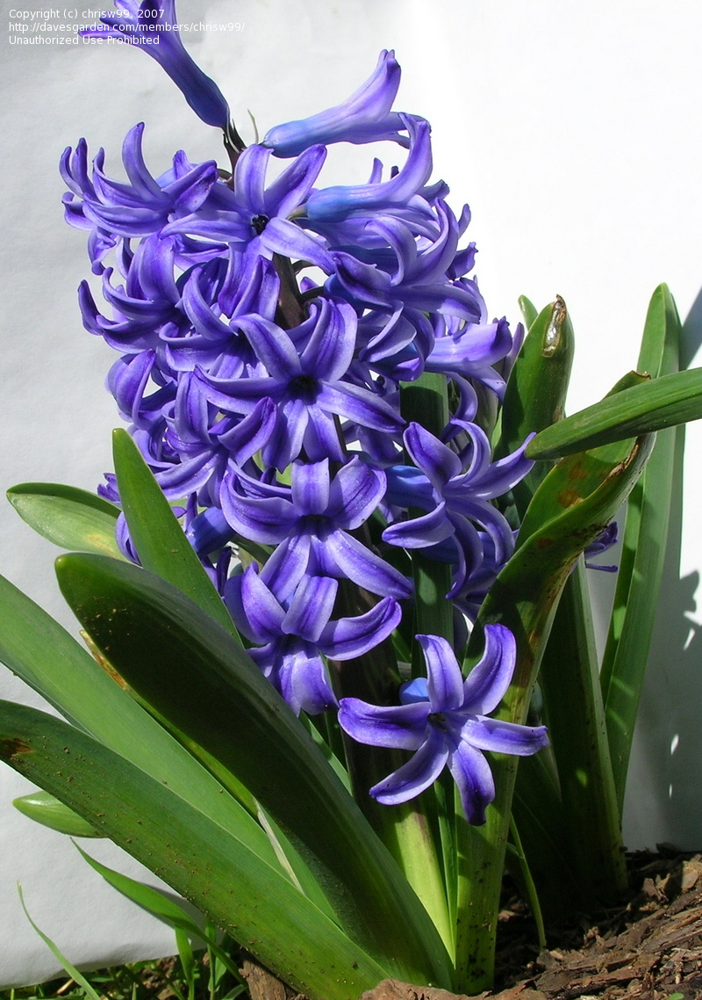 Copyright (c) chrisw99, 2007
http://davesgarden.com/members/chrisw99/
Unauthorized Use Prohibited